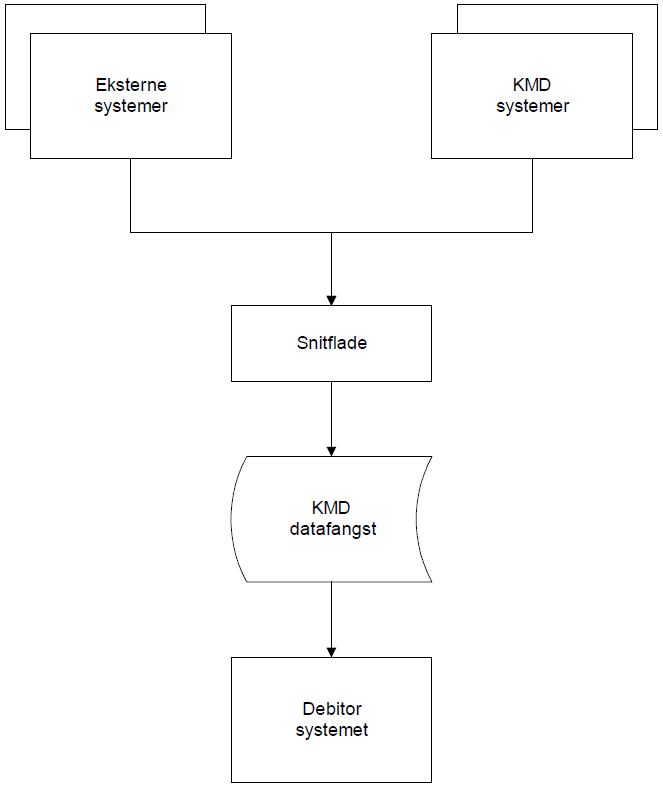 Eksterne
systemer
KMD
systemer
Snitflade
KMD
datafangst
Debitor
systemet